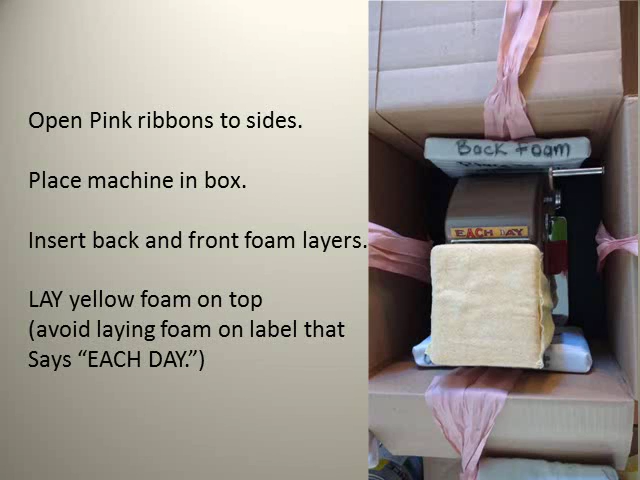 Open Pink ribbons to sides.
Place machine in box.
Insert back and front foam layers.
LAY yellow foam on top
(avoid laying foam on label that
Says “EACH DAY.”)
Back Foam
EACH DAY